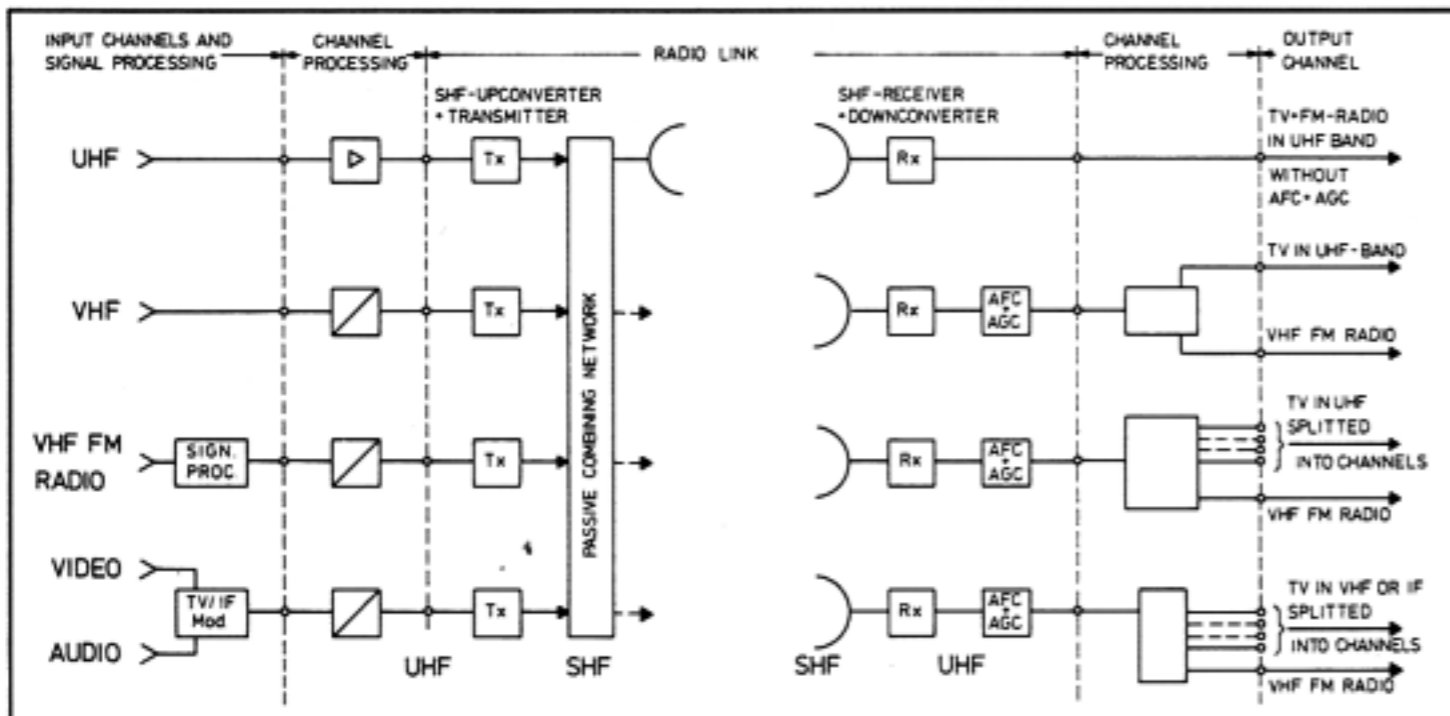 INPUT CHANNELS AND
SIGNAL PROCESSING
CHANNEL
PROCESSING
RADIO LINK
CHANNEL
PROCESSING
OUTPUT
CHANNEL
SHF-UPCONVERTER
+ TRANSMITTER
SHF-RECEIVER
+DOWNCONVERTER
TV+FM-RADIO
IN UHF BAND
WITHOUT
AFC+AGC
UHF
Tx
Rx
TV IN UHF-BAND
VHF
Tx
Rx
AFC
+
AGC
VHF FM RADIO
PASSIVE COMBINING NETWORK
VHF FM
RADIO
SIGN.
PROC
Tx
Rx
AFC
+
AGC
TV IN UHF
SPLITTED
INTO CHANNELS
VHF FM RADIO
VIDEO
AUDIO
TV/IF
Mod
Tx
Rx
AFC
+
AGC
TV IN VHF OR IF
SPLITTED
INTO CHANNELS
VHF FM RADIO
UHF
SHF
SHF
UHF